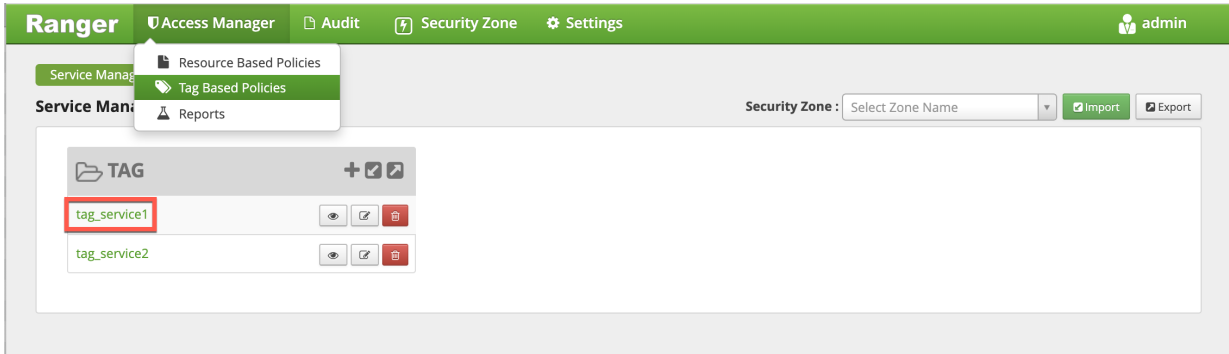 Ranger Access Manager Audit Security Zone Settings admin
Resource Based Policies
Service Manag
Tag Based Policies
Service Mana
Security Zone : Select Zone Name Import Export
Reports
TAG
tag_service1
tag_service2